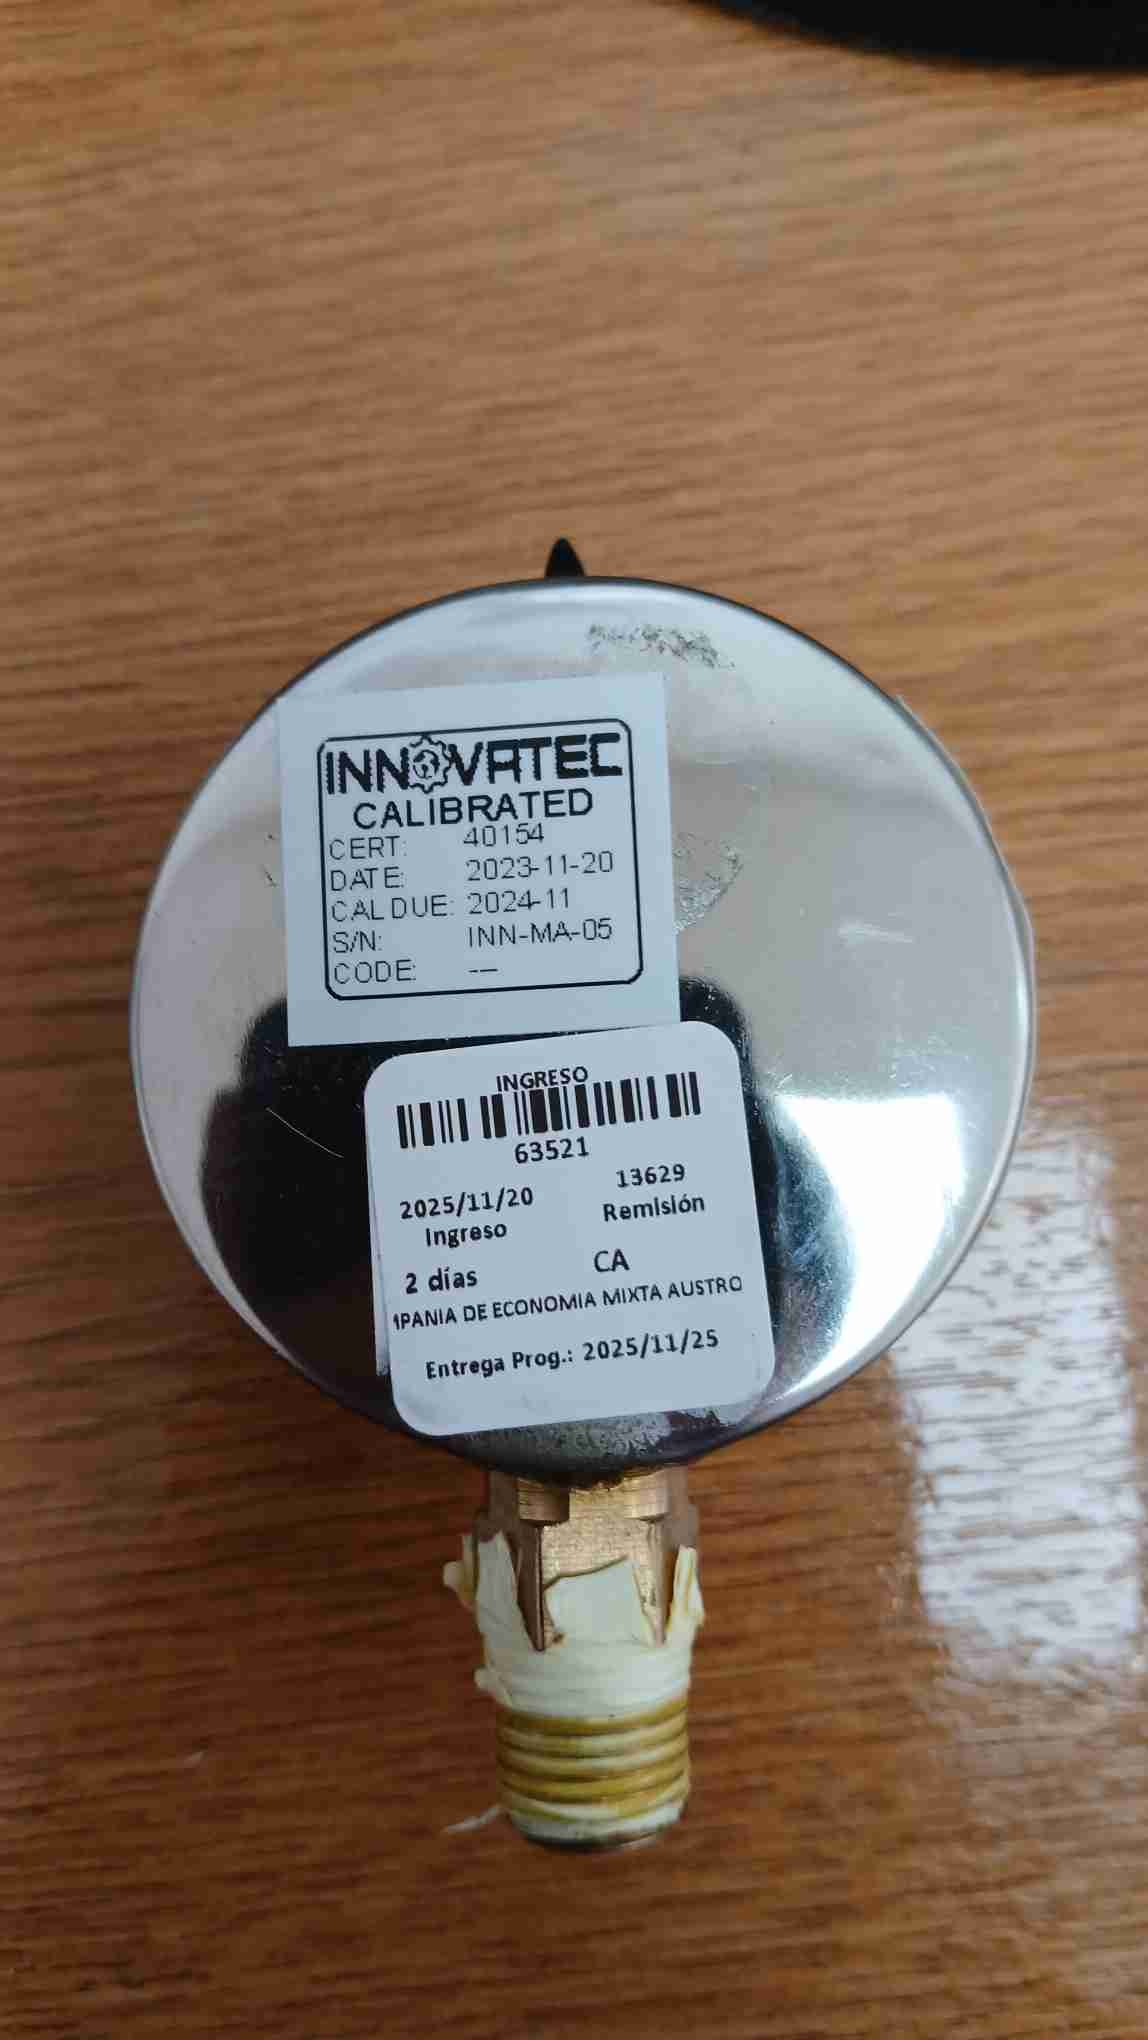 INNOVATEC
CALIBRATED
CERT: 40154
DATE: 2023-11-20
CAL DUE: 2024-11
S/N: INN-MA-05
CODE: ---
INGRESO
63521
2025/11/20 13629
Ingreso Remisión
2 días CA
PANIA DE ECONOMIA MIXTA AUSTRO
Entrega Prog.: 2025/11/25